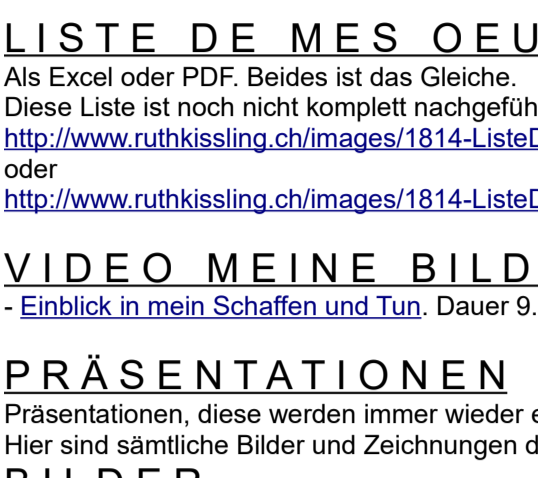 LISTE DE MES OEU
Als Excel oder PDF. Beides ist das Gleiche.
Diese Liste ist noch nicht komplett nachgefüh
http://www.ruthkissling.ch/images/1814-ListeD
oder
http://www.ruthkissling.ch/images/1814-ListeD
VIDEO MEINE BILD
- Einblick in mein Schaffen und Tun. Dauer 9.
PRÄSENTATIONEN
Präsentationen, diese werden immer wieder e
Hier sind sämtliche Bilder und Zeichnungen d
BILDER